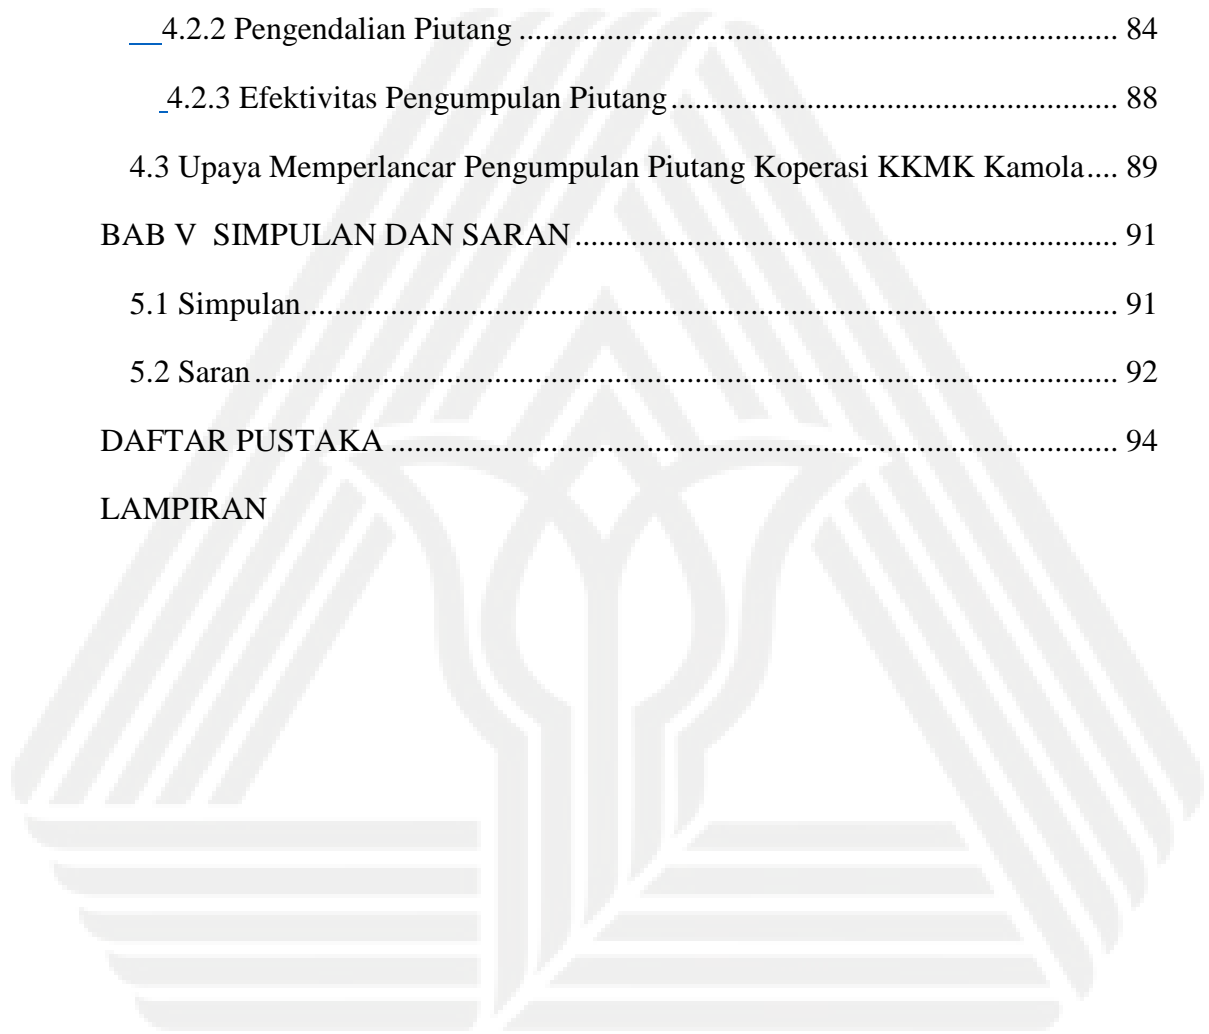 4.2.2 Pengendalian Piutang ........................................................................... 84
4.2.3 Efektivitas Pengumpulan Piutang ........................................................ 88
4.3 Upaya Memperlancar Pengumpulan Piutang Koperasi KKMK Kamola .... 89
BAB V  SIMPULAN DAN SARAN .................................................................... 91
5.1 Simpulan ...................................................................................................... 91
5.2 Saran ............................................................................................................ 92
DAFTAR PUSTAKA ........................................................................................... 94
LAMPIRAN